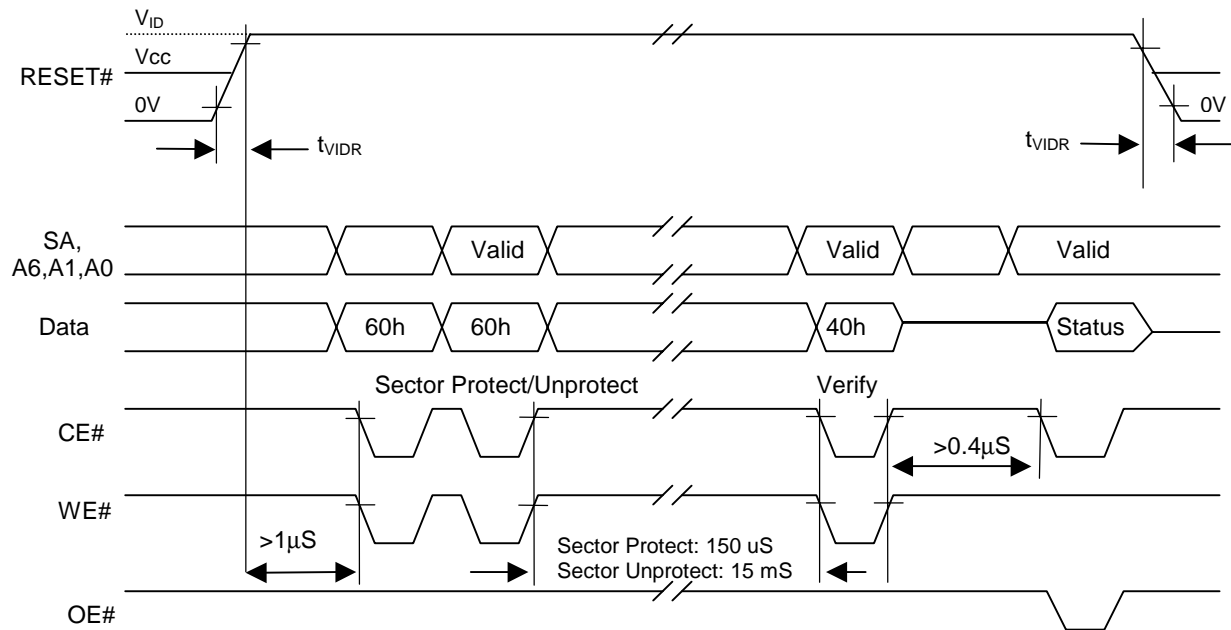 VID
Vcc
RESET#
0V
0V
tVIDR
tVIDR
SA,
A6,A1,A0
Valid
Valid
Valid
Data
60h
60h
40h
Status
Sector Protect/Unprotect
Verify
CE#
>0.4μS
WE#
>1μS
Sector Protect: 150 uS
Sector Unprotect: 15 mS
OE#